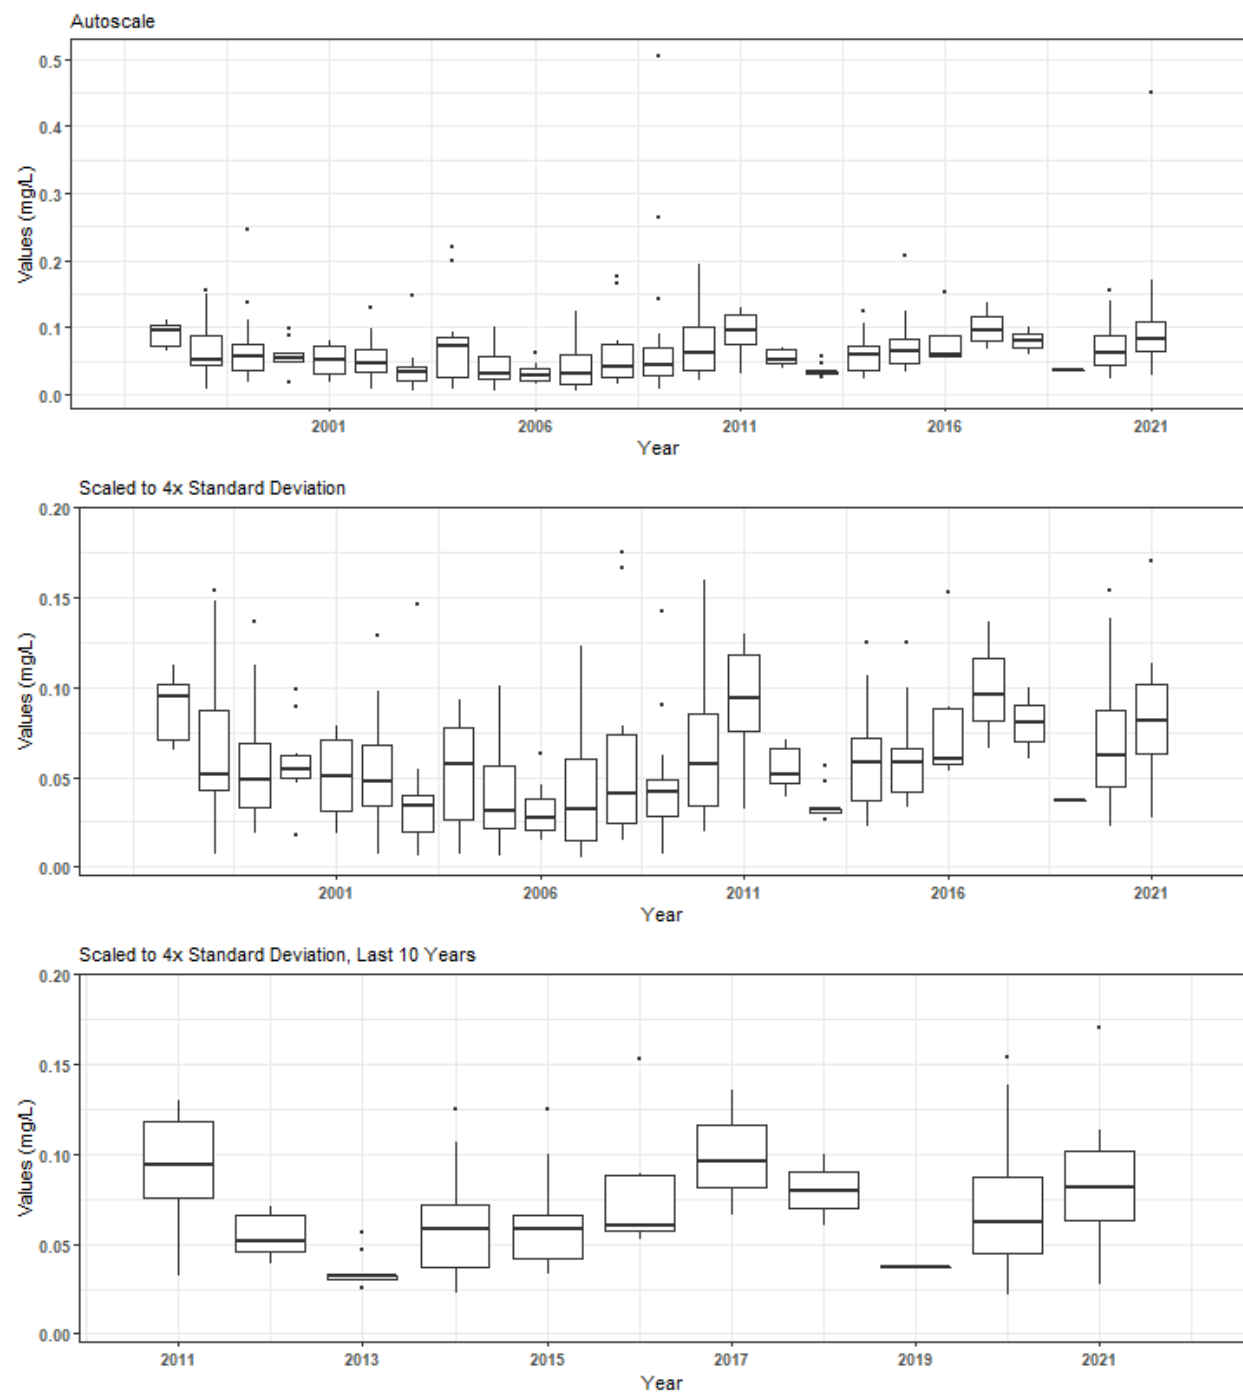 Autoscale
Values (mg/L)
0.5
0.4
0.3
0.2
0.1
0.0
2001 2006 2011 2016 2021
Year
Scaled to 4x Standard Deviation
Values (mg/L)
0.20
0.15
0.10
0.05
0.00
2001 2006 2011 2016 2021
Year
Scaled to 4x Standard Deviation, Last 10 Years
Values (mg/L)
0.20
0.15
0.10
0.05
0.00
2011 2013 2015 2017 2019 2021
Year